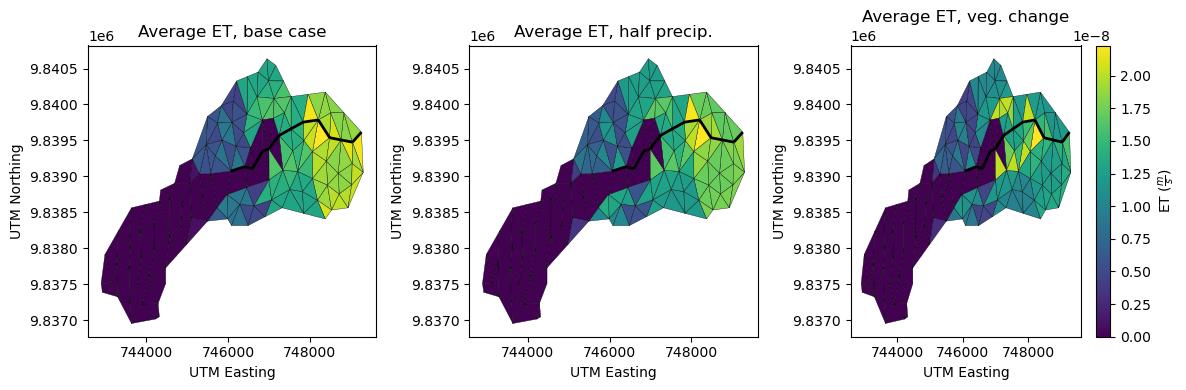 Average ET, base case
1e6
9.8405
9.8400
9.8395
9.8390
9.8385
9.8380
9.8375
9.8370
UTM Northing
744000 746000 748000
UTM Easting
Average ET, half precip.
1e6
9.8405
9.8400
9.8395
9.8390
9.8385
9.8380
9.8375
9.8370
UTM Northing
744000 746000 748000
UTM Easting
Average ET, veg. change
1e6
9.8405
9.8400
9.8395
9.8390
9.8385
9.8380
9.8375
9.8370
UTM Northing
744000 746000 748000
UTM Easting
1e−8
2.00
1.75
1.50
1.25
1.00
0.75
0.50
0.25
0.00
ET (m/s)